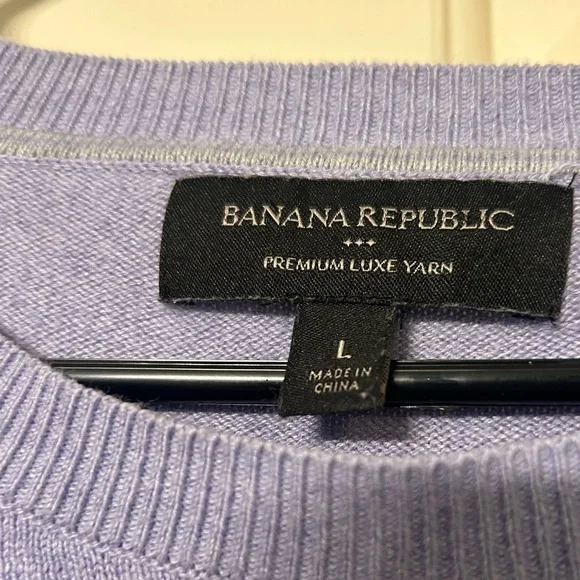 BANANA REPUBLIC
PREMIUM LUXE YARN
L
MADE IN
CHINA